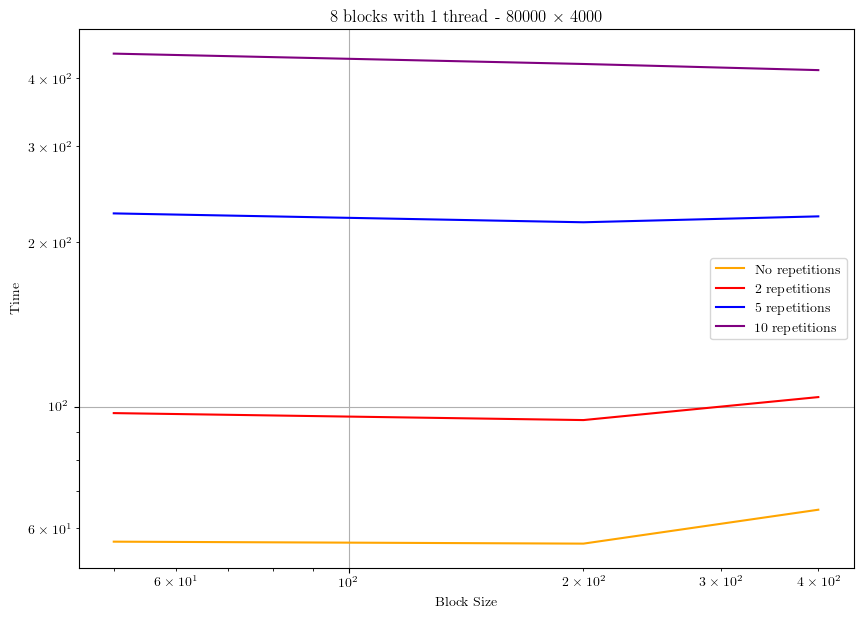 8 blocks with 1 thread - 80000 × 4000
4 × 10²
3 × 10²
2 × 10²
10²
6 × 10¹
Time
No repetitions
2 repetitions
5 repetitions
10 repetitions
6 × 10¹
10²
2 × 10²
3 × 10²
4 × 10²
Block Size